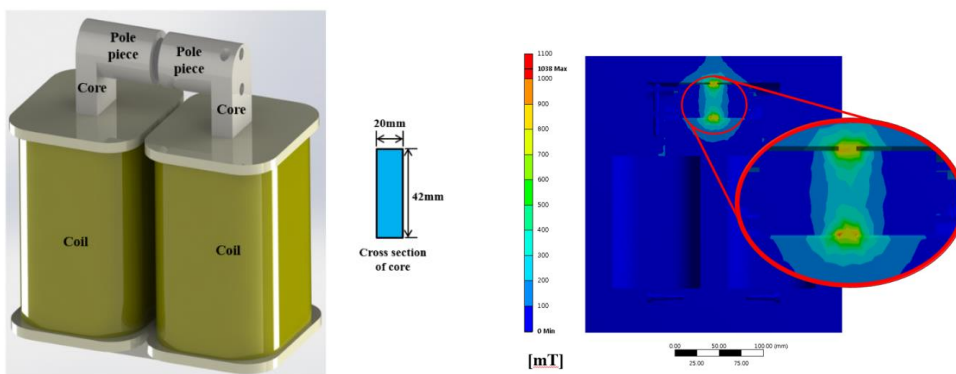 Pole
piece
Pole
piece
Core
Core
Coil
Coil
20mm
42mm
Cross section
of core
1100
1038 Max
1000
900
800
700
600
500
400
300
200
100
0 Min
[mT]
0.00 50.00 100.00 (mm)
25.00 75.00